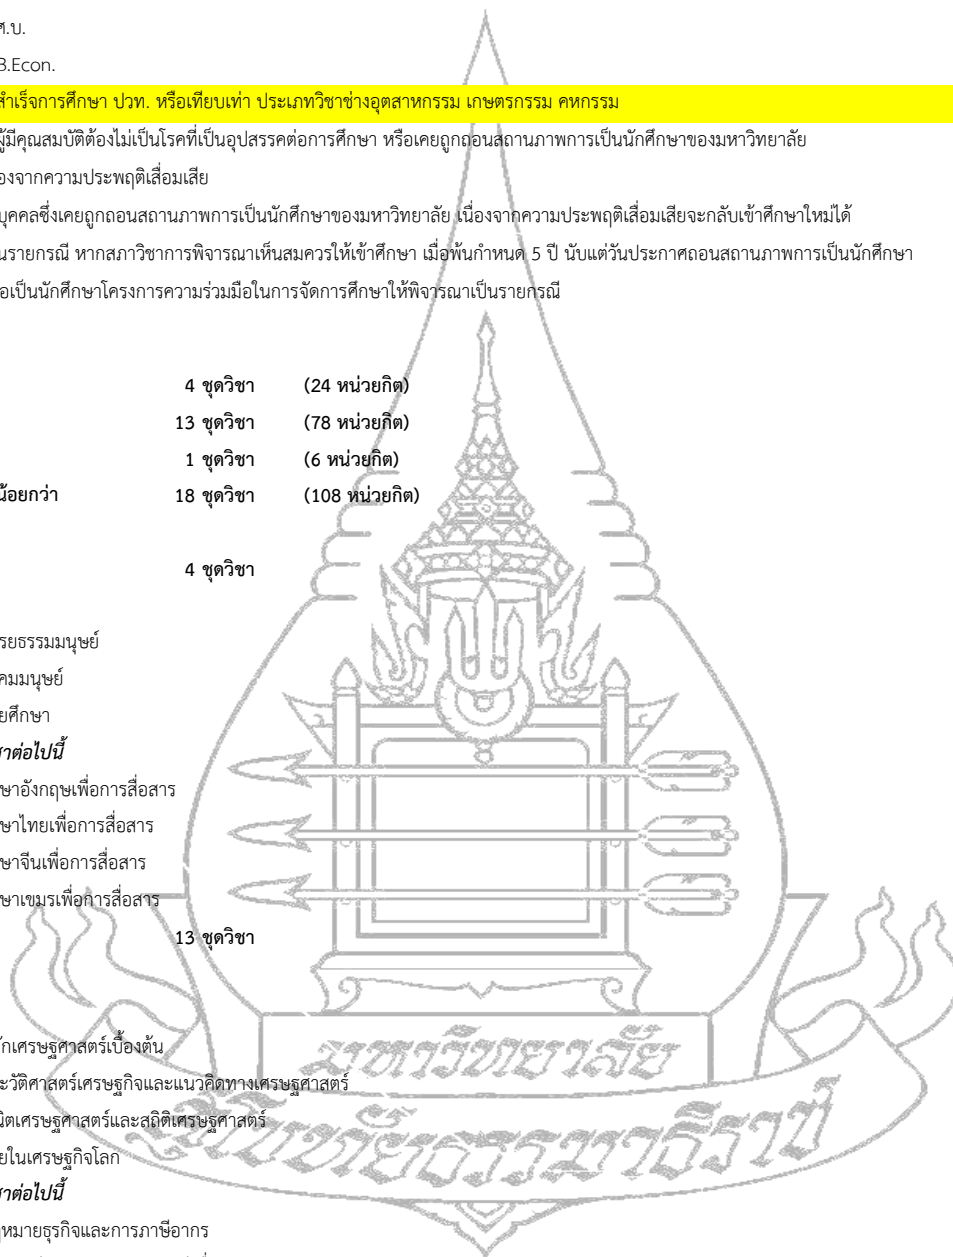 ศ.บ.
B.Econ.
สำเร็จการศึกษา ปวท. หรือเทียบเท่า ประเภทวิชาช่างอุตสาหกรรม เกษตรกรรม คหกรรม
ผู้มีคุณสมบัติต้องไม่เป็นโรคที่เป็นอุปสรรคต่อการศึกษา หรือเคยถูกถอนสถานภาพการเป็นนักศึกษาของมหาวิทยาลัย
องจากความประพฤติเสื่อมเสีย
บุคคลซึ่งเคยถูกถอนสถานภาพการเป็นนักศึกษาของมหาวิทยาลัย เนื่องจากความประพฤติเสื่อมเสียจะกลับเข้าศึกษาใหม่ได้
นรายกรณี หากสภาวิชาการพิจารณาเห็นสมควรให้เข้าศึกษา เมื่อพ้นกำหนด 5 ปี นับแต่วันประกาศถอนสถานภาพการเป็นนักศึกษา
อเป็นนักศึกษาโครงการความร่วมมือในการจัดการศึกษาให้พิจารณาเป็นรายกรณี
4 ชุดวิชา (24 หน่วยกิต)
13 ชุดวิชา (78 หน่วยกิต)
1 ชุดวิชา (6 หน่วยกิต)
น้อยกว่า 18 ชุดวิชา (108 หน่วยกิต)
4 ชุดวิชา
รยธรรมมนุษย์
คมมนุษย์
ยศึกษา
าต่อไปนี้
ษาอังกฤษเพื่อการสื่อสาร
ษาไทยเพื่อการสื่อสาร
ษาจีนเพื่อการสื่อสาร
ษาเขมรเพื่อการสื่อสาร
13 ชุดวิชา
ักเศรษฐศาสตร์เบื้องต้น
ะวัติศาสตร์เศรษฐกิจและแนวคิดทางเศรษฐศาสตร์
ณิตเศรษฐศาสตร์และสถิติเศรษฐศาสตร์
ยในเศรษฐกิจโลก
าต่อไปนี้
ฎหมายธุรกิจและการภาษีอากร
มหาวิทยาลัย
สุโขทัยธรรมาธิราช